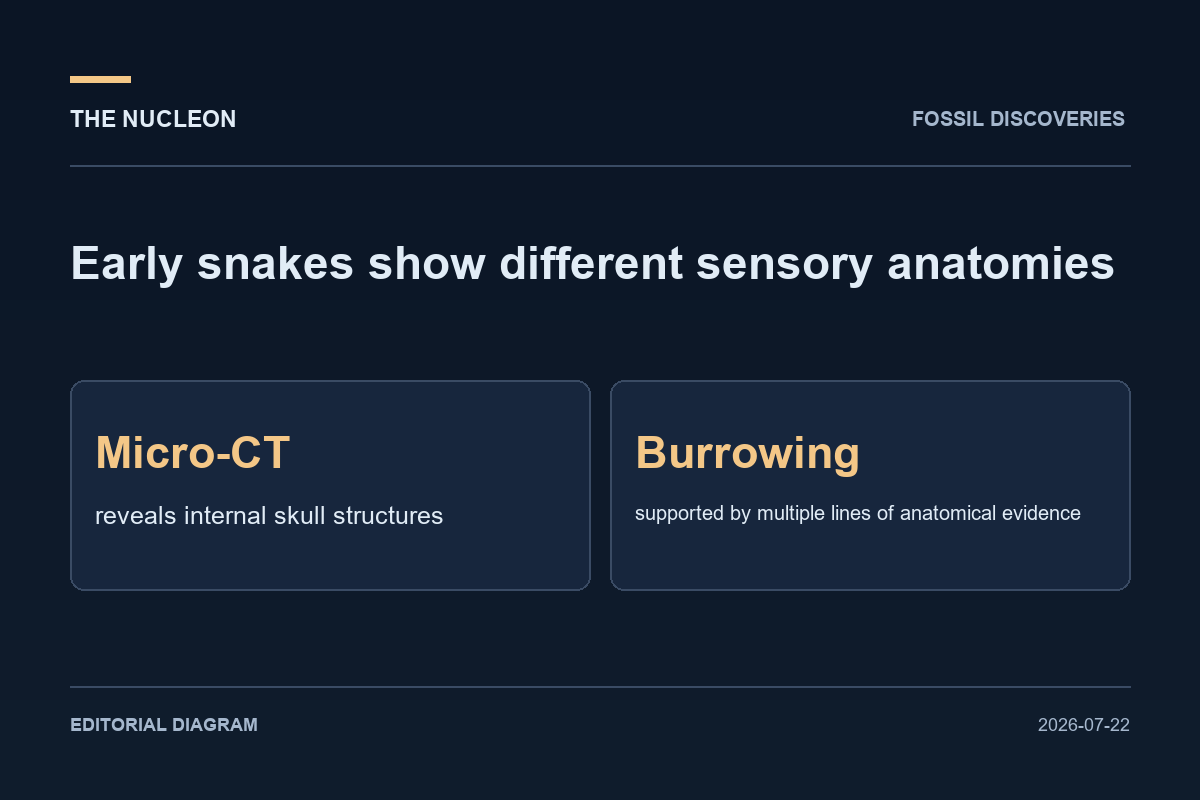 THE NUCLEON
FOSSIL DISCOVERIES
Early snakes show different sensory anatomies
Micro-CT
reveals internal skull structures
Burrowing
supported by multiple lines of anatomical evidence
EDITORIAL DIAGRAM
2026-07-22